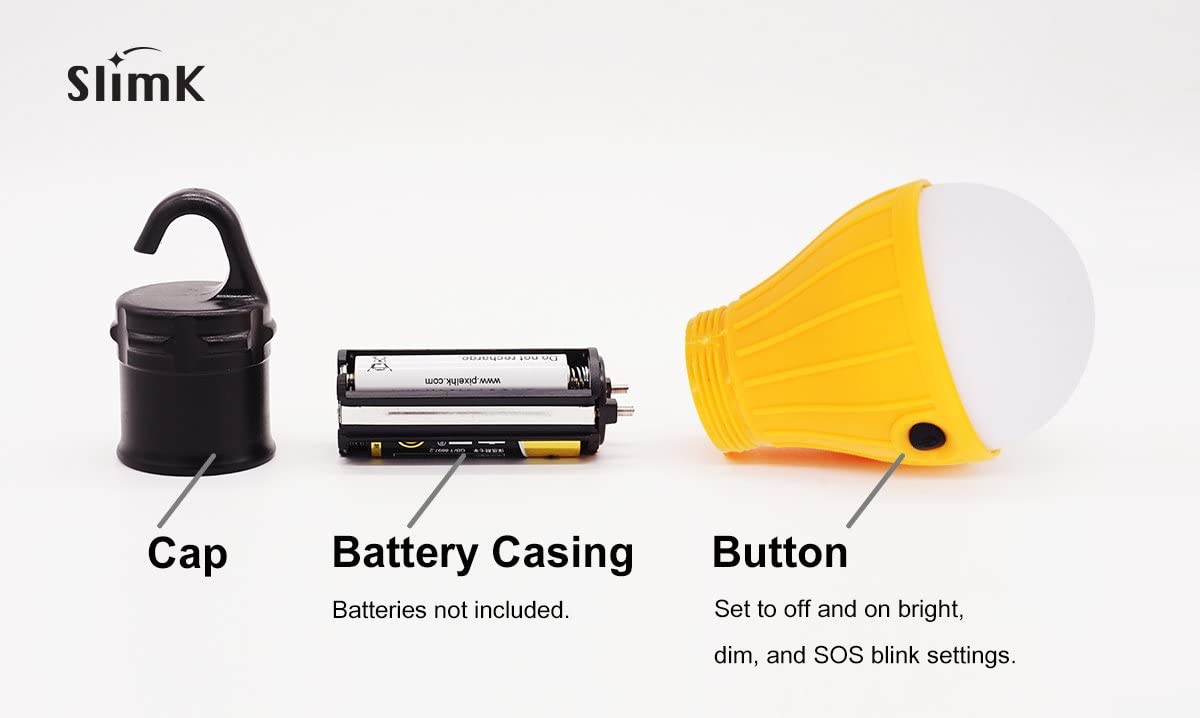 SlimK
Do not recharge
www.pixelhk.com
Cap
Battery Casing
Batteries not included.
Button
Set to off and on bright,
dim, and SOS blink settings.